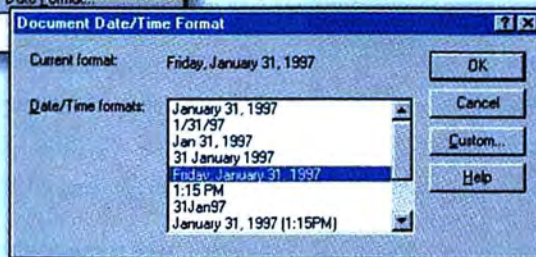 Date Format...
Document Date/Time Format
Current format: Friday, January 31, 1997
OK
Date/Time formats:
January 31, 1997
1/31/97
Jan 31, 1997
31 January 1997
Friday, January 31, 1997
1:15 PM
31Jan97
January 31, 1997 (1:15PM)
Cancel
Custom...
Help